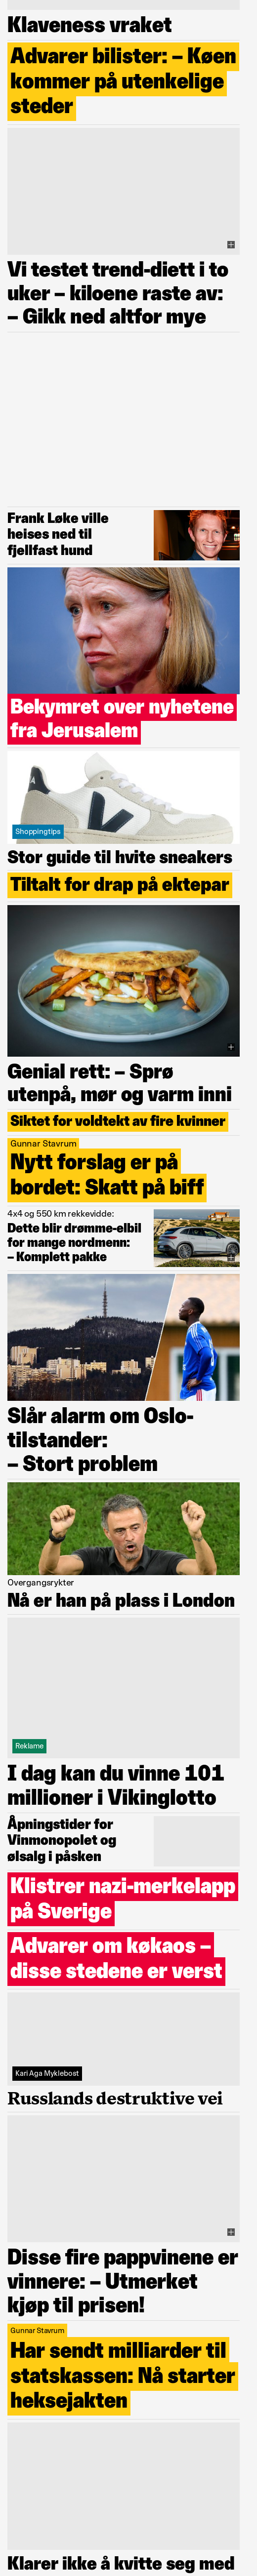 Klaveness vraket
Advarer bilister: – Køen
kommer på utenkelige
steder
Vi testet trend-diett i to
uker – kiloene raste av:
– Gikk ned altfor mye
Frank Løke ville
heises ned til
fjellfast hund
Bekymret over nyhetene
fra Jerusalem
Shoppingtips
Stor guide til hvite sneakers
Tiltalt for drap på ektepar
Genial rett: – Sprø
utenpå, mør og varm inni
Siktet for voldtekt av fire kvinner
Gunnar Stavrum
Nytt forslag er på
bordet: Skatt på biff
4x4 og 550 km rekkevidde:
Dette blir drømme-elbil
for mange nordmenn:
– Komplett pakke
Slår alarm om Oslo-
tilstander:
– Stort problem
Overgangsrykter
Nå er han på plass i London
Reklame
I dag kan du vinne 101
millioner i Vikinglotto
Åpningstider for
Vinmonopolet og
ølsalg i påsken
Klistrer nazi-merkelapp
på Sverige
Advarer om køkaos –
disse stedene er verst
Kari Aga Myklebost
Russlands destruktive vei
Disse fire pappvinene er
vinnere: – Utmerket
kjøp til prisen!
Gunnar Stavrum
Har sendt milliarder til
statskassen: Nå starter
heksejakten
Klarer ikke å kvitte seg med